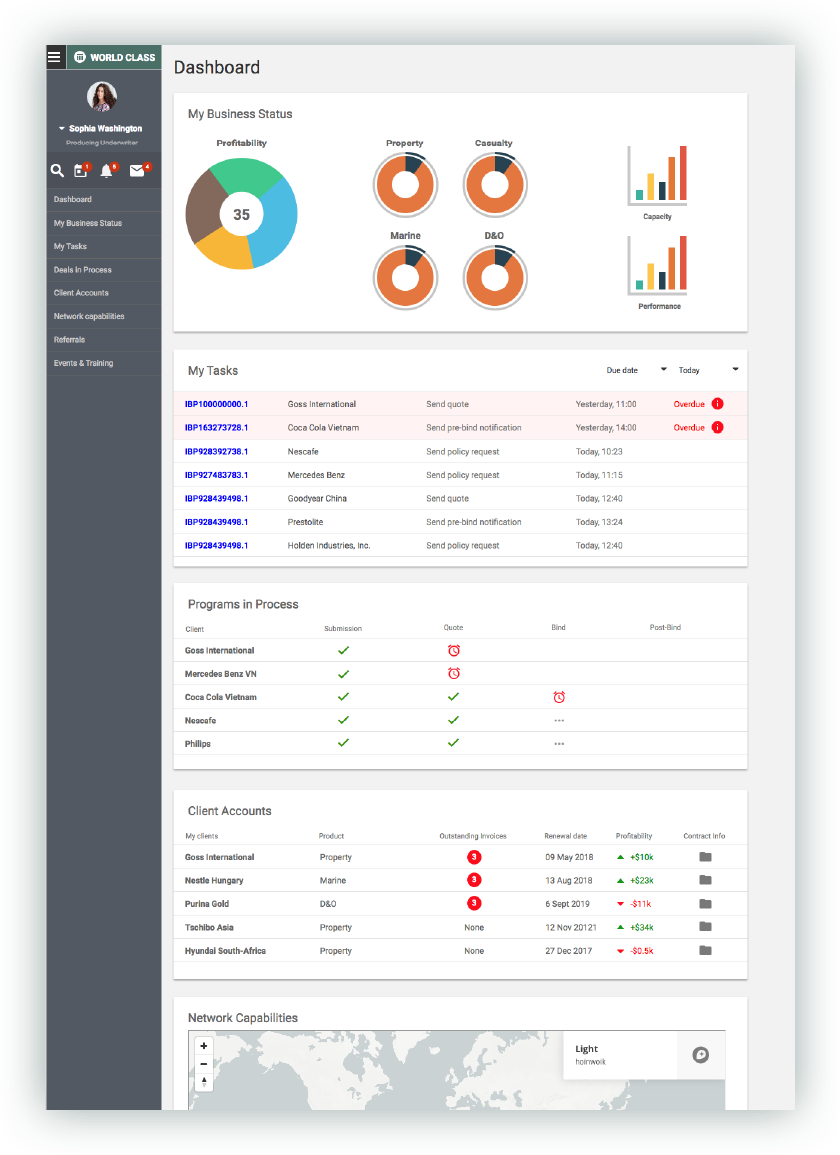 WORLD CLASS
Sophia Washington
Producing Underwriter
1 5 4
Dashboard
My Business Status
My Tasks
Deals in Process
Client Accounts
Network capabilities
Referrals
Events & Training
Dashboard
My Business Status
Profitability
35
Property Casualty
Marine D&O
Capacity
Performance
My Tasks Due date Today
IBP100000000.1 Goss International Send quote Yesterday, 11:00 Overdue
IBP163273728.1 Coca Cola Vietnam Send pre-bind notification Yesterday, 14:00 Overdue
IBP928392738.1 Nescafe Send policy request Today, 10:23
IBP927483783.1 Mercedes Benz Send policy request Today, 11:15
IBP928439498.1 Goodyear China Send quote Today, 12:40
IBP928439498.1 Prestolite Send pre-bind notification Today, 13:24
IBP928439498.1 Holden Industries, Inc. Send policy request Today, 12:40
Programs in Process
Client Submission Quote Bind Post-Bind
Goss International
Mercedes Benz VN
Coca Cola Vietnam
Nescafe
Philips
Client Accounts
My clients Product Outstanding Invoices Renewal date Profitability Contract Info
Goss International Property 3 09 May 2018 +$10k
Nestle Hungary Marine 3 13 Aug 2018 +$23k
Purina Gold D&O 3 6 Sept 2019 -$11k
Tschibo Asia Property None 12 Nov 20121 +$34k
Hyundai South-Africa Property None 27 Dec 2017 -$0.5k
Network Capabilities
Light
hoinwoik